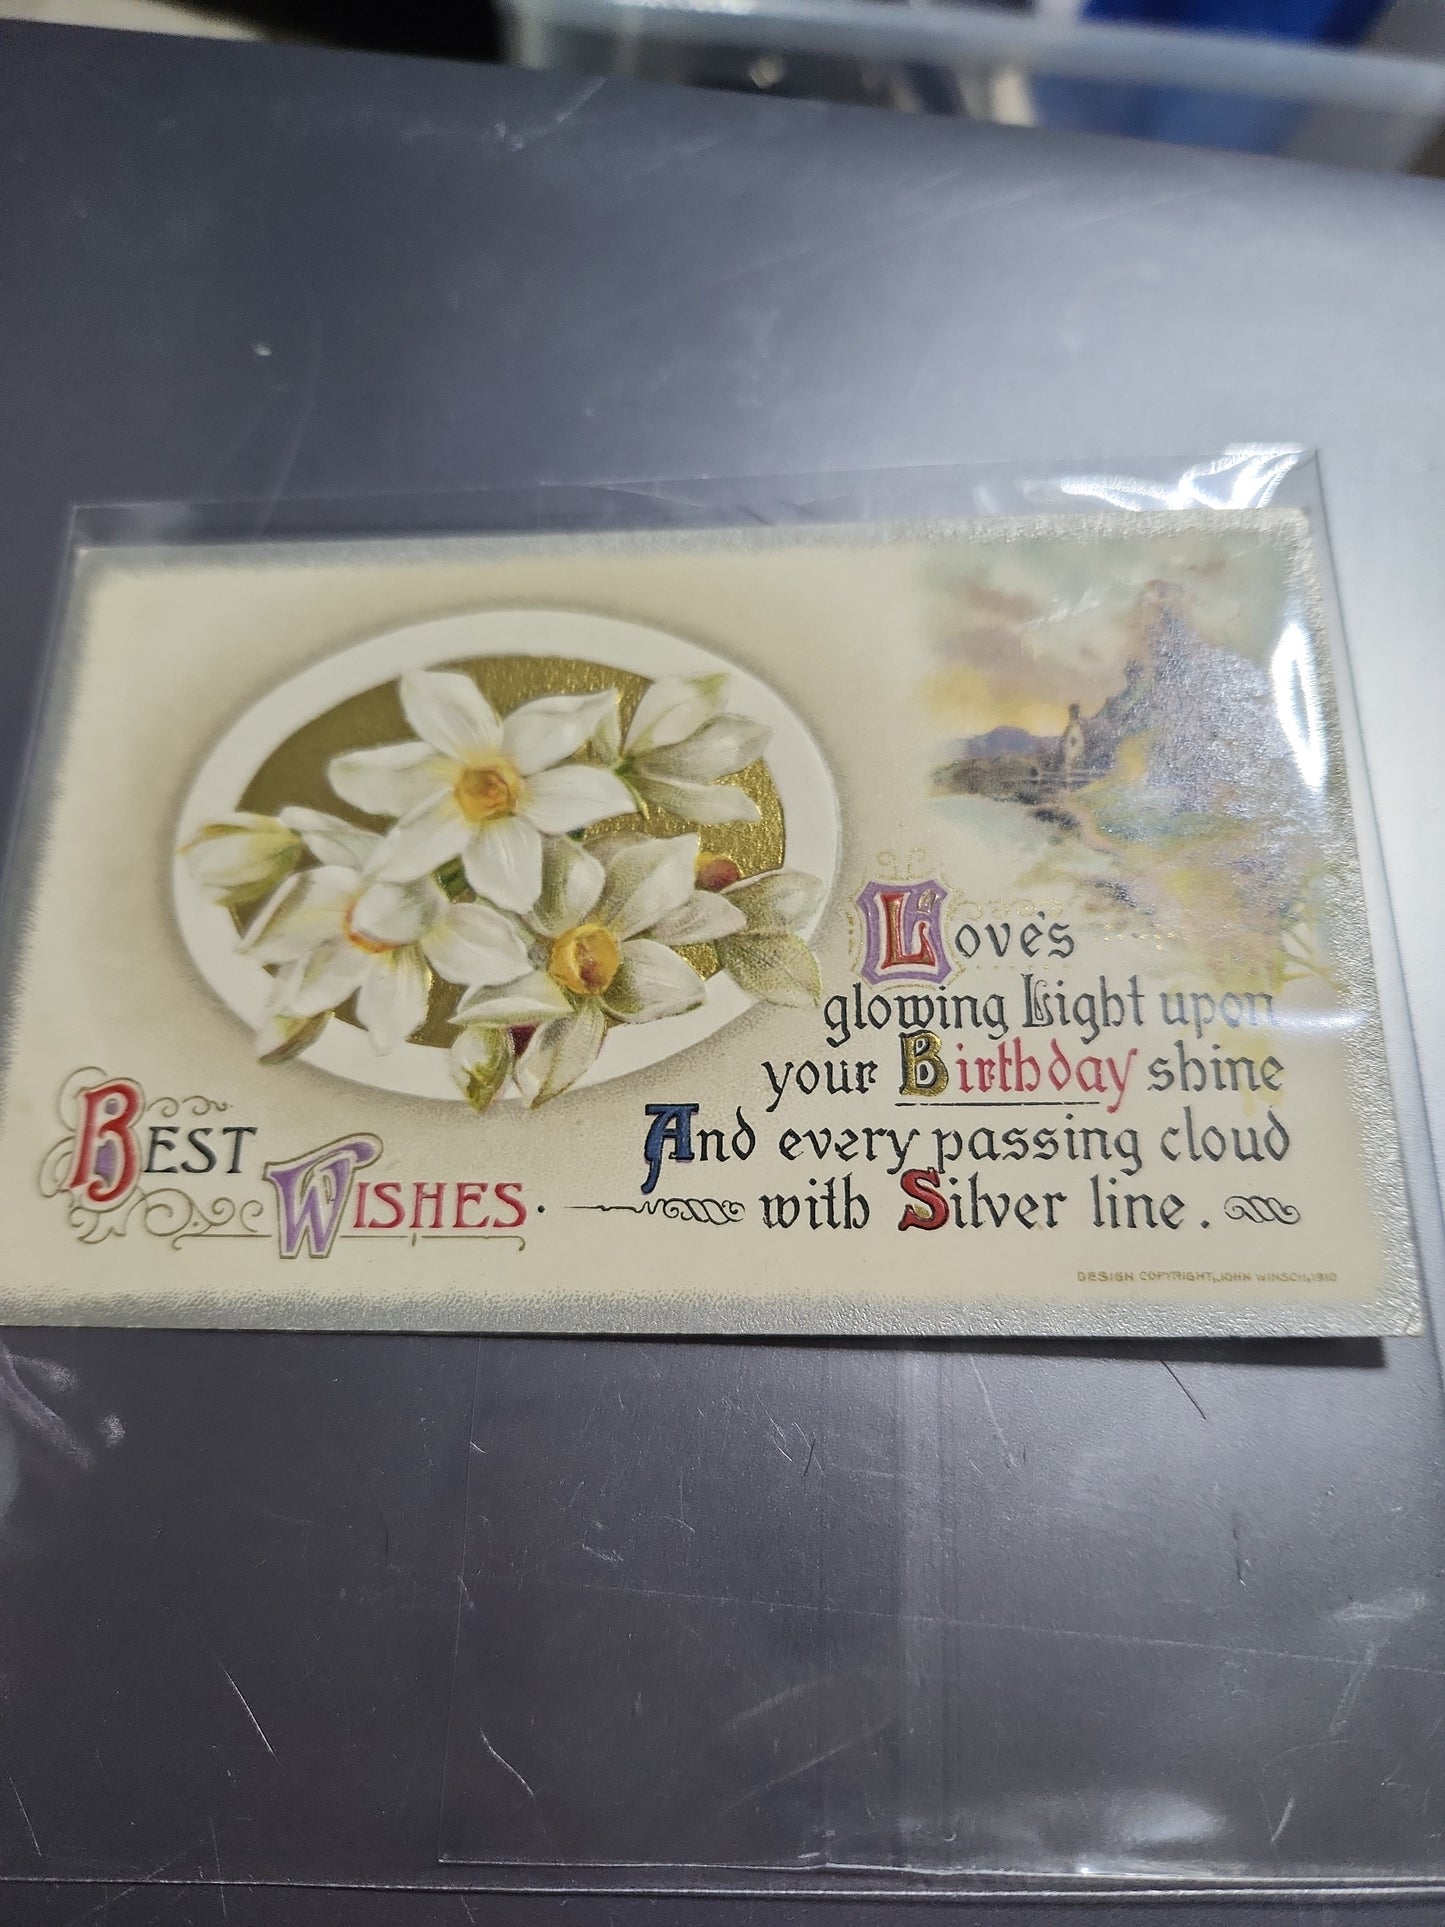 Love's
glowing Light upon
your Birthday shine
And every passing cloud
with Silver line.
BEST
WISHES.
DESIGN COPYRIGHT, JOHN WINSCH, 1910